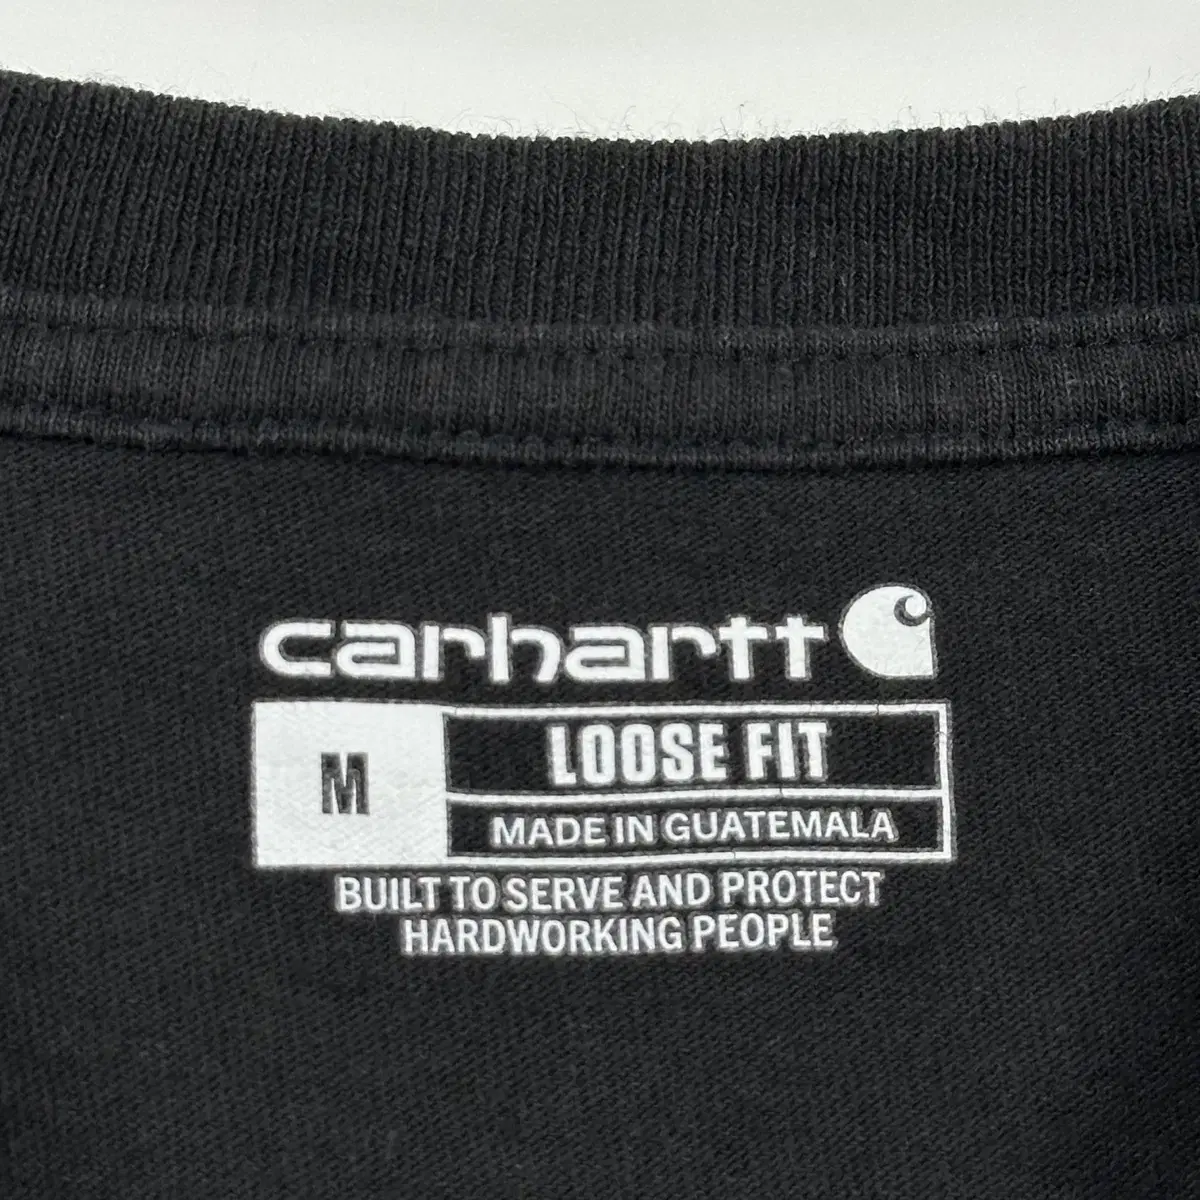 carhartt
M
LOOSE FIT
MADE IN GUATEMALA
BUILT TO SERVE AND PROTECT
HARDWORKING PEOPLE